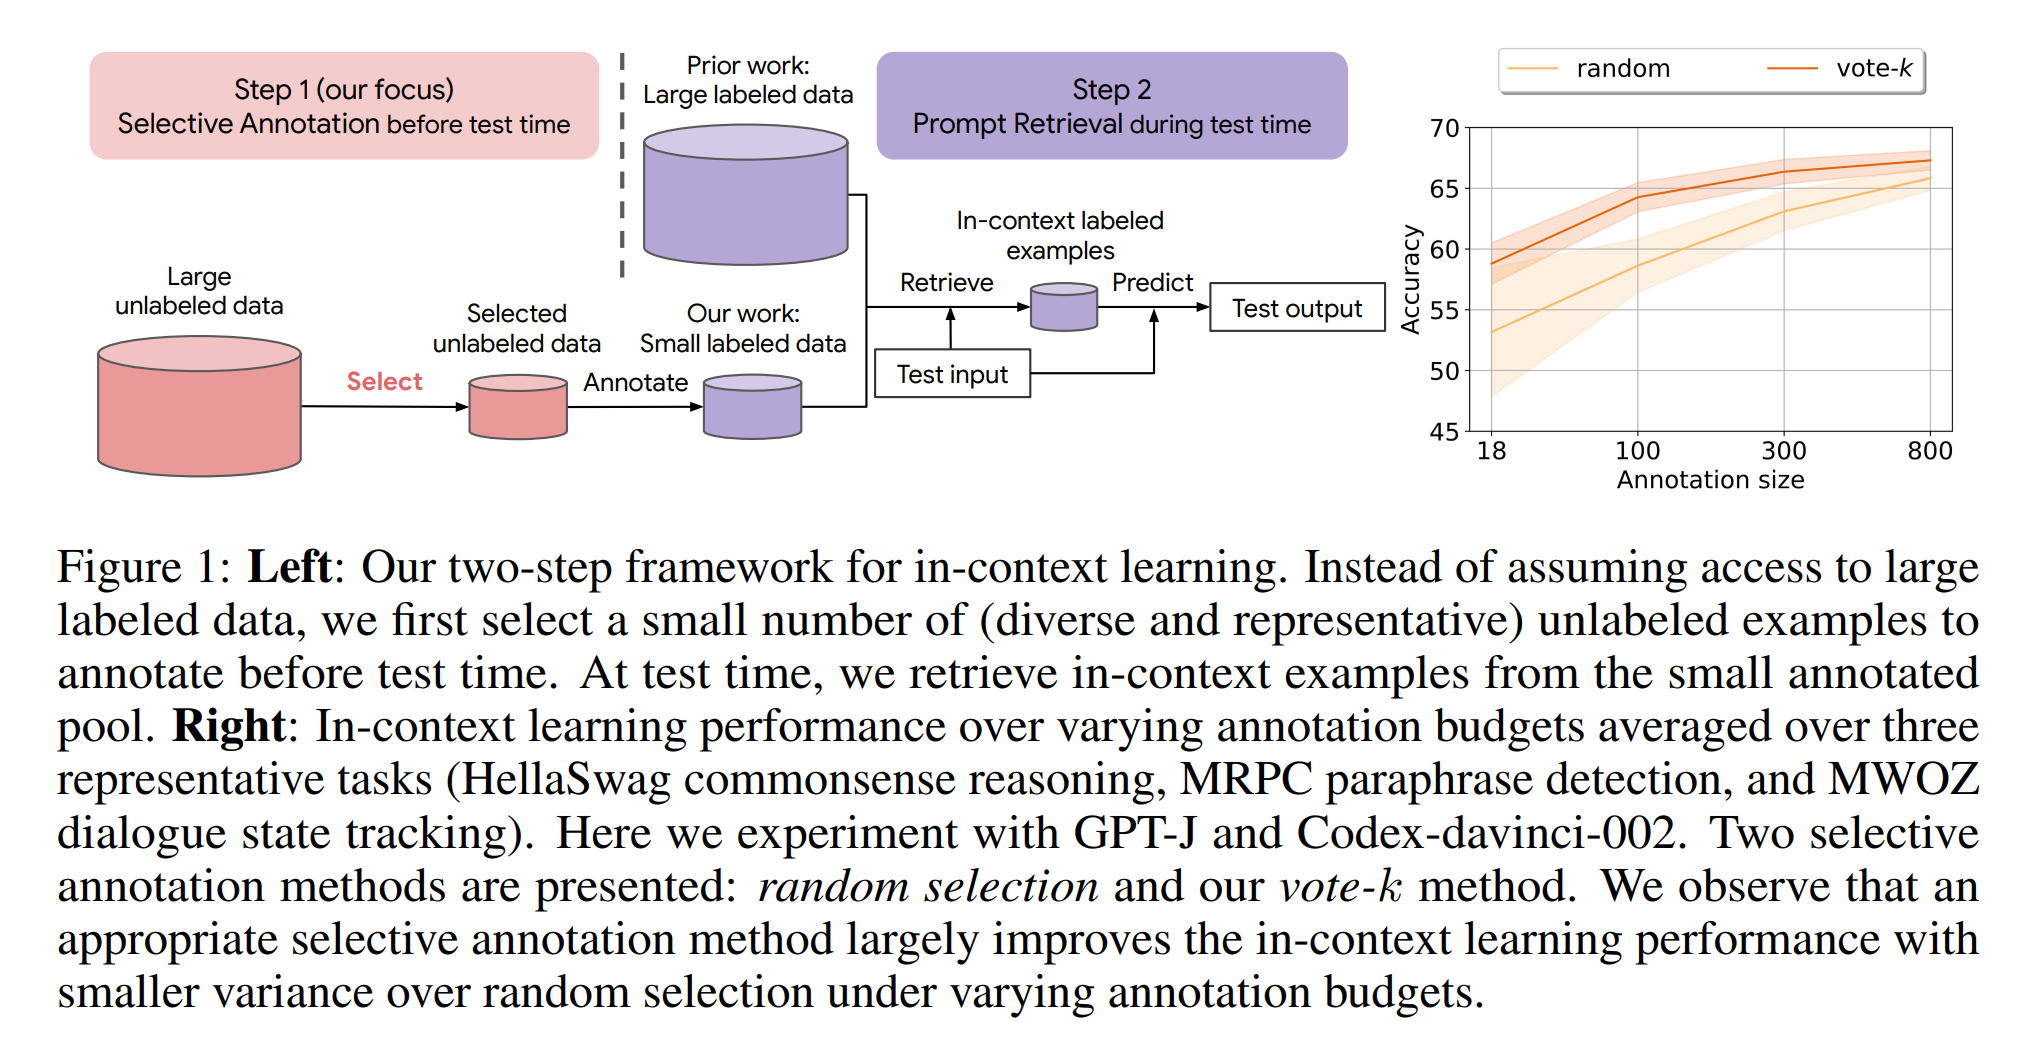 Step 1 (our focus)
Selective Annotation before test time
Prior work:
Large labeled data
Step 2
Prompt Retrieval during test time
Large
unlabeled data
Select
Selected
unlabeled data
Annotate
Our work:
Small labeled data
Retrieve
In-context labeled
examples
Predict
Test input
Test output
random
vote-k
Accuracy
70
65
60
55
50
45
18
100
300
800
Annotation size
Figure 1: Left: Our two-step framework for in-context learning. Instead of assuming access to large
labeled data, we first select a small number of (diverse and representative) unlabeled examples to
annotate before test time. At test time, we retrieve in-context examples from the small annotated
pool. Right: In-context learning performance over varying annotation budgets averaged over three
representative tasks (HellaSwag commonsense reasoning, MRPC paraphrase detection, and MWOZ
dialogue state tracking). Here we experiment with GPT-J and Codex-davinci-002. Two selective
annotation methods are presented: random selection and our vote-k method. We observe that an
appropriate selective annotation method largely improves the in-context learning performance with
smaller variance over random selection under varying annotation budgets.